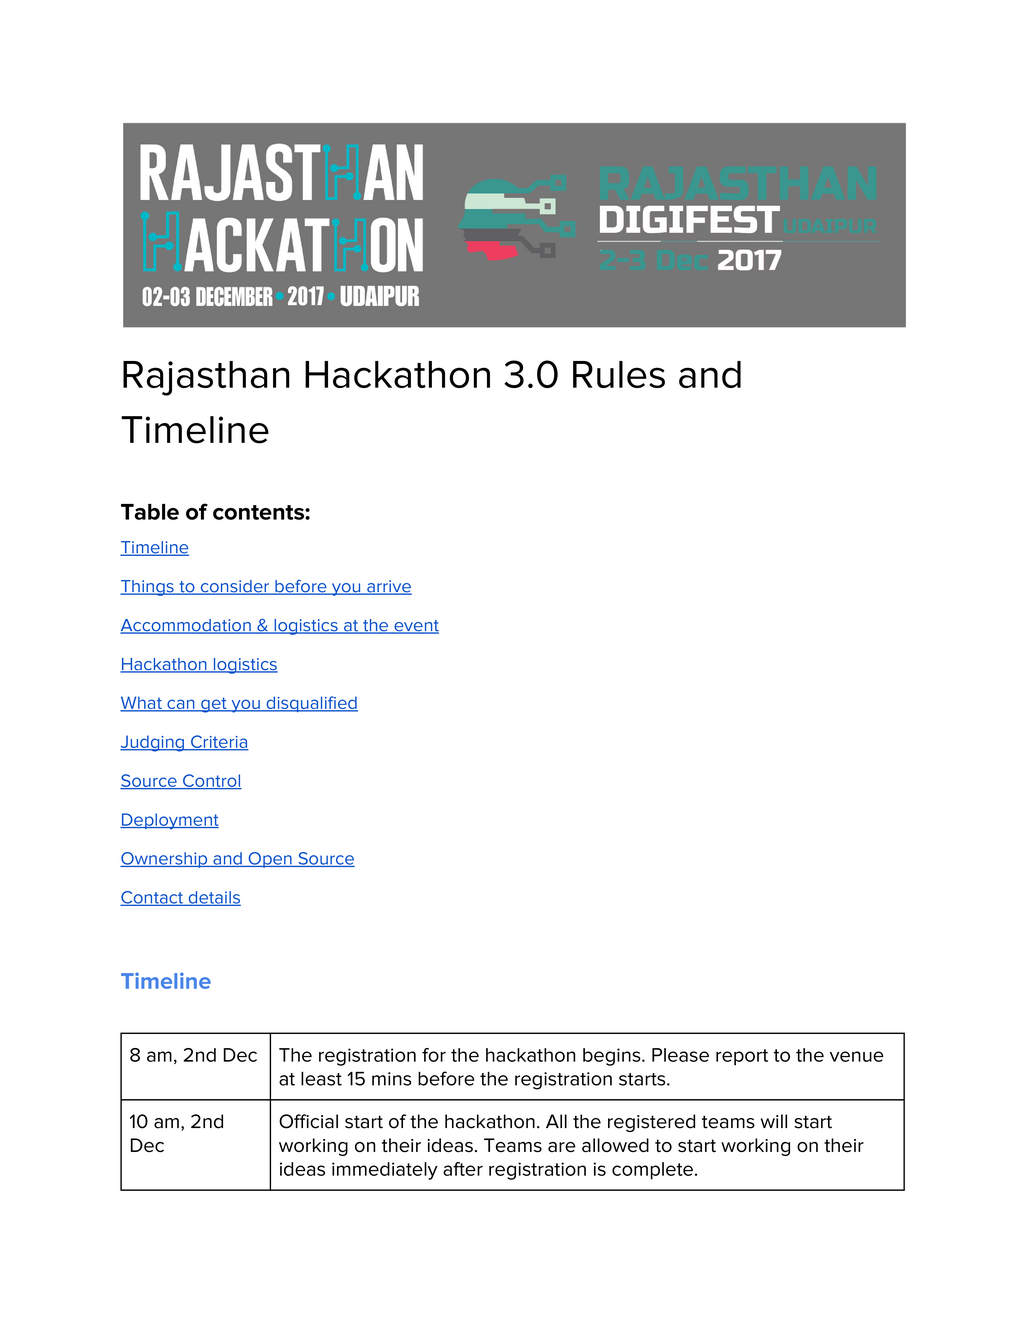 RAJASTHAN
HACKATHON
02-03 DECEMBER • 2017 • UDAIPUR
RAJASTHAN
DIGIFEST UDAIPUR
2-3 Dec 2017
Rajasthan Hackathon 3.0 Rules and
Timeline
Table of contents:
Timeline
Things to consider before you arrive
Accommodation & logistics at the event
Hackathon logistics
What can get you disqualified
Judging Criteria
Source Control
Deployment
Ownership and Open Source
Contact details
Timeline
8 am, 2nd Dec
The registration for the hackathon begins. Please report to the venue
at least 15 mins before the registration starts.
10 am, 2nd
Dec
Official start of the hackathon. All the registered teams will start
working on their ideas. Teams are allowed to start working on their
ideas immediately after registration is complete.